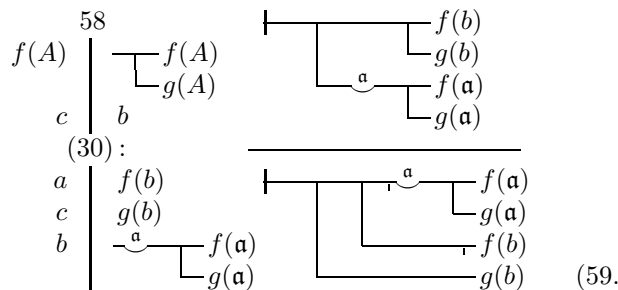 58
f(A) f(A) f(b)
g(A) g(b)
𝔞 f(𝔞)
c b g(𝔞)
(30) :
a f(b) 𝔞 f(𝔞)
c g(b) g(𝔞)
b 𝔞 f(𝔞) f(b)
g(𝔞) g(b) (59.